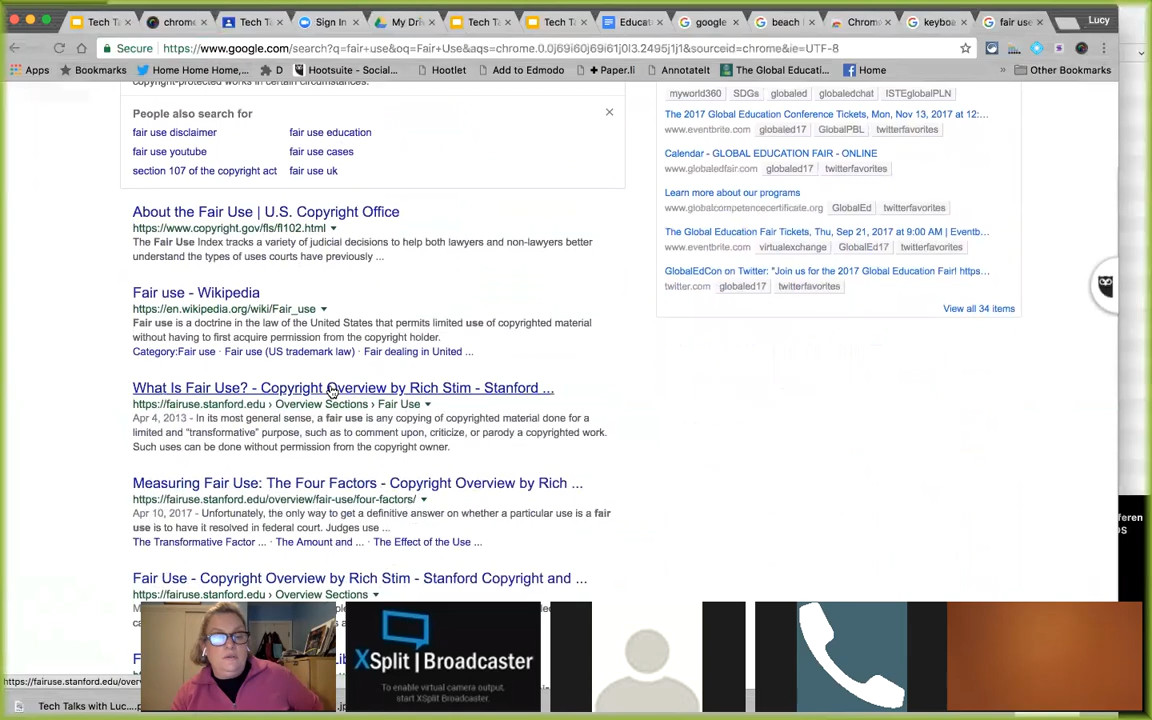 Tech T
chrome
Tech Ta
Sign In
My Driv
Tech Ta
Tech Ta
Educat
google
beach
Chrom
keybo
fair use
Lucy
Secure
https://www.google.com/search?q=fair+use&oq=Fair+Use&aqs=chrome.0.0j69i60j69i61j0l3.2495j1j1&sourceid=chrome&ie=UTF-8
Apps
Bookmarks
Home Home Home,...
D
Hootsuite - Social...
Hootlet
Add to Edmodo
+ Paper.li
AnnotateIt
The Global Educati...
Home
»
Other Bookmarks
copyright-protected works in certain circumstances.
People also search for
fair use disclaimer
fair use education
fair use youtube
fair use cases
section 107 of the copyright act
fair use uk
About the Fair Use | U.S. Copyright Office
https://www.copyright.gov/fls/fl102.html
The Fair Use Index tracks a variety of judicial decisions to help both lawyers and non-lawyers better
understand the types of uses courts have previously ...
Fair use - Wikipedia
https://en.wikipedia.org/wiki/Fair_use
Fair use is a doctrine in the law of the United States that permits limited use of copyrighted material
without having to first acquire permission from the copyright holder.
Category:Fair use · Fair use (US trademark law) · Fair dealing in United ...
What Is Fair Use? - Copyright Overview by Rich Stim - Stanford ...
https://fairuse.stanford.edu › Overview Sections › Fair Use
Apr 4, 2013 - In its most general sense, a fair use is any copying of copyrighted material done for a
limited and “transformative” purpose, such as to comment upon, criticize, or parody a copyrighted work.
Such uses can be done without permission from the copyright owner.
Measuring Fair Use: The Four Factors - Copyright Overview by Rich ...
https://fairuse.stanford.edu/overview/fair-use/four-factors/
Apr 10, 2017 - Unfortunately, the only way to get a definitive answer on whether a particular use is a fair
use is to have it resolved in federal court. Judges use ...
The Transformative Factor ... · The Amount and ... · The Effect of the Use ...
Fair Use - Copyright Overview by Rich Stim - Stanford Copyright and ...
https://fairuse.stanford.edu › Overview Sections
myworld360
SDGs
globaled
globaledchat
ISTEglobalPLN
The 2017 Global Education Conference Tickets, Mon, Nov 13, 2017 at 12:...
www.eventbrite.com
globaled17
GlobalPBL
twitterfavorites
Calendar - GLOBAL EDUCATION FAIR - ONLINE
www.globaledfair.com
globaled17
twitterfavorites
Learn more about our programs
www.globalcompetencecertificate.org
GlobalEd
twitterfavorites
The Global Education Fair Tickets, Thu, Sep 21, 2017 at 9:00 AM | Eventb...
www.eventbrite.com
virtualexchange
GlobalEd17
twitterfavorites
GlobalEdCon on Twitter: "Join us for the 2017 Global Education Fair! https...
twitter.com
globaled17
twitterfavorites
View all 34 items
XSplit | Broadcaster
To enable virtual camera output,
start XSplit Broadcaster.
https://fairuse.stanford.edu/over
Tech Talks with Luc....p